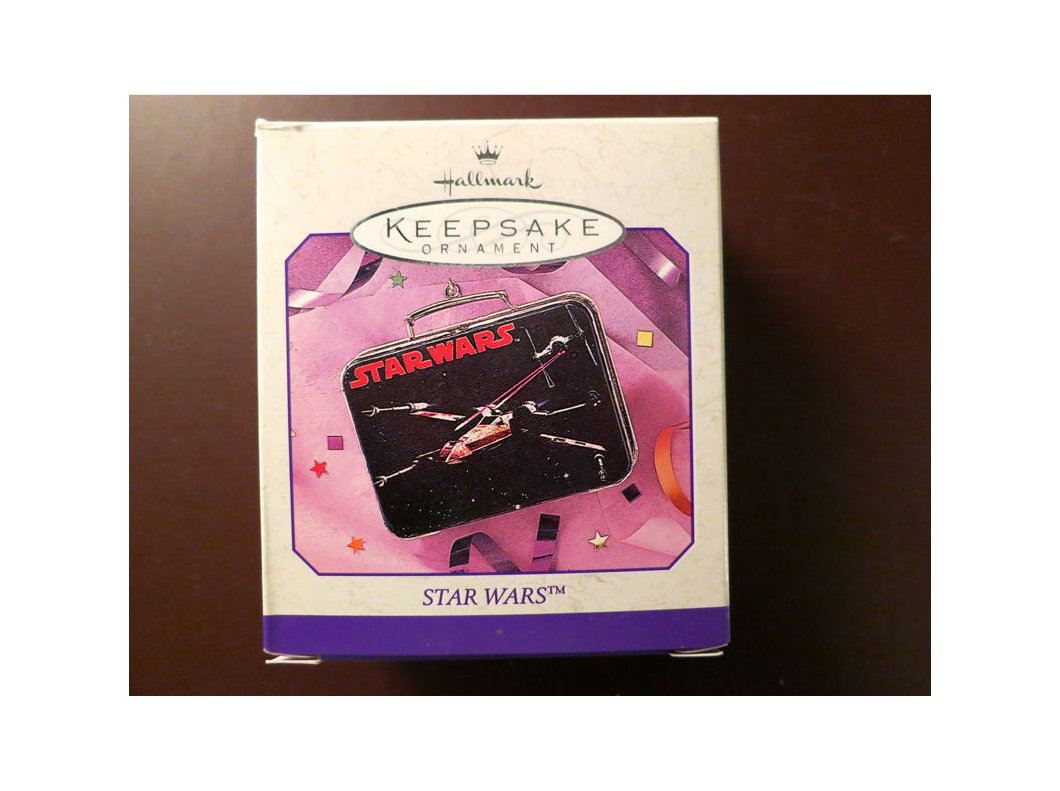 Hallmark
KEEPSAKE
ORNAMENT
STAR WARS
STAR WARS™